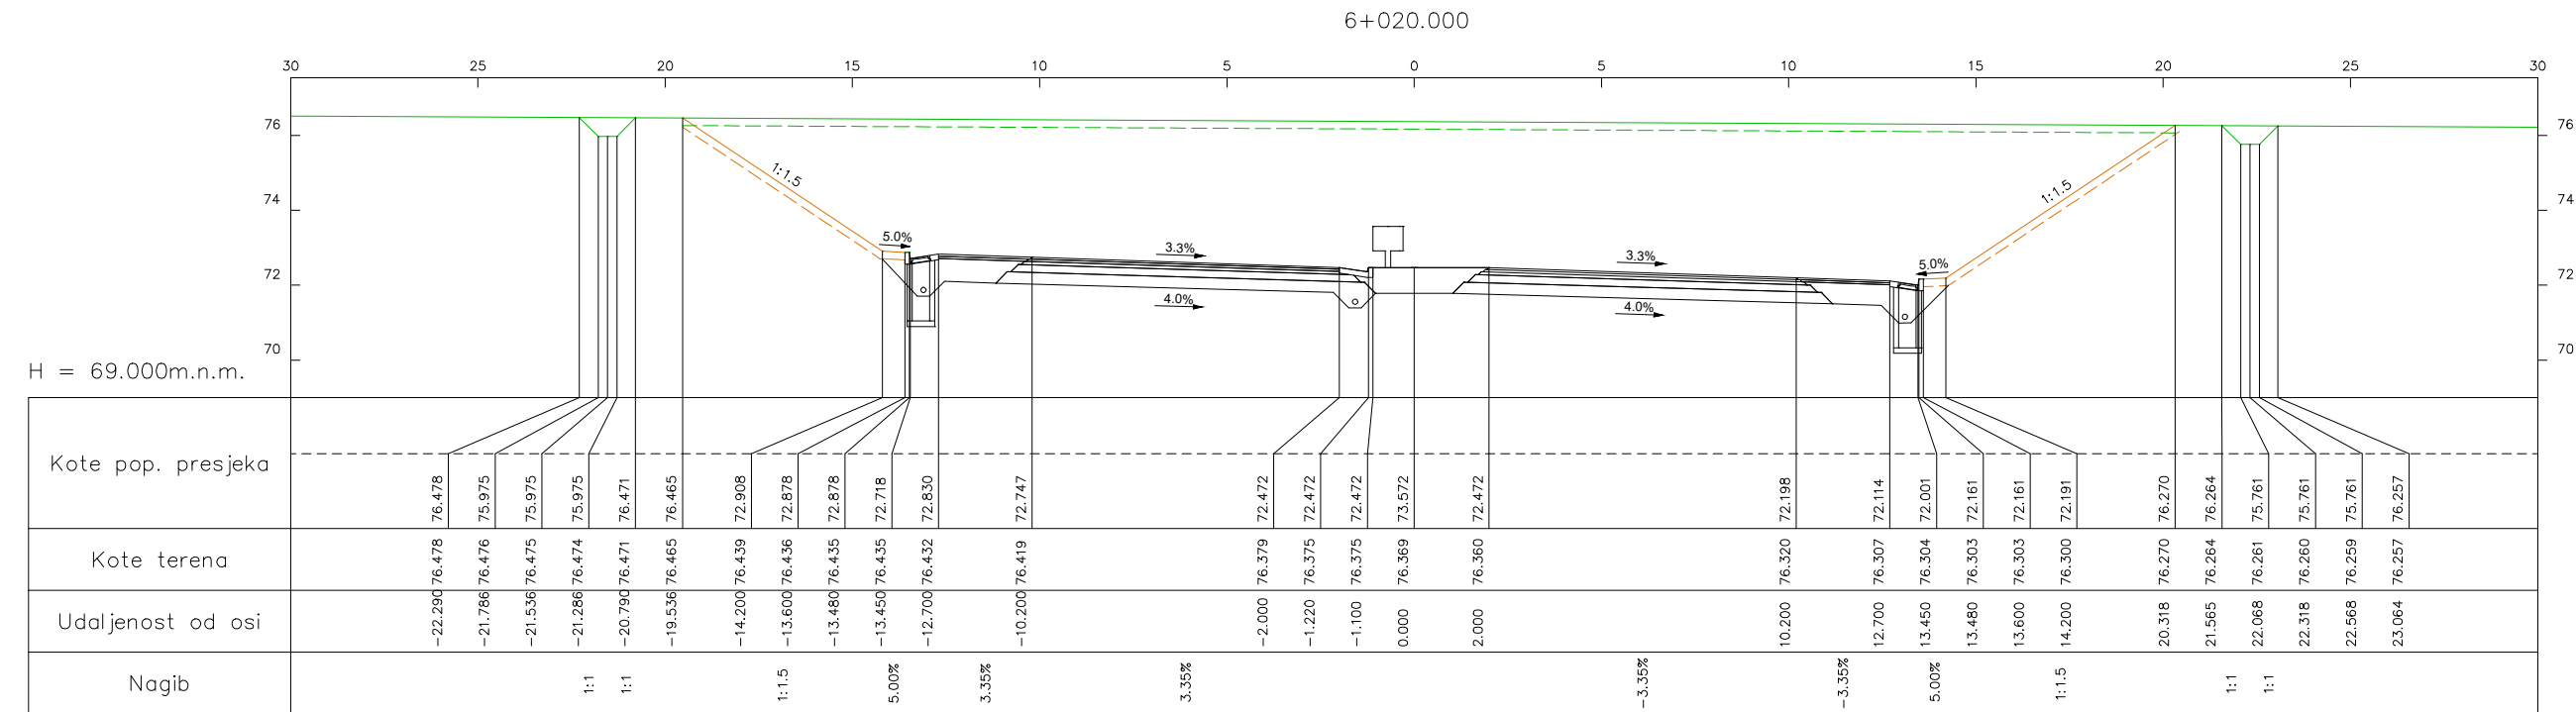 6+020.000
30 25 20 15 10 5 0 5 10 15 20 25 30
76 76
74 74
72 72
70 70
1:1.5 1:1.5
5.0% 3.3% 3.3% 5.0%
4.0% 4.0%
H = 69.000m.n.m.
Kote pop. presjeka 76.478 75.975 75.975 75.975 76.471 76.465 72.908 72.878 72.878 72.718 72.830 72.747 72.472 72.472 72.472 73.572 72.472 72.198 72.114 72.001 72.161 72.161 72.191 76.270 76.264 75.761 75.761 75.761 76.257
Kote terena 76.478 76.476 76.475 76.474 76.471 76.465 76.439 76.436 76.435 76.435 76.432 76.419 76.379 76.375 76.375 76.369 76.360 76.320 76.307 76.304 76.303 76.303 76.300 76.270 76.264 76.261 76.260 76.259 76.257
Udaljenost od osi -22.290 -21.786 -21.536 -21.286 -20.790 -19.536 -14.200 -13.600 -13.480 -13.450 -12.700 -10.200 -2.000 -1.220 -1.100 0.000 2.000 10.200 12.700 13.450 13.480 13.600 14.200 20.318 21.565 22.068 22.318 22.568 23.064
Nagib 1:1 1:1 1:1.5 5.00% 3.35% 3.35% -3.35% -3.35% 5.00% 1:1.5 1:1 1:1